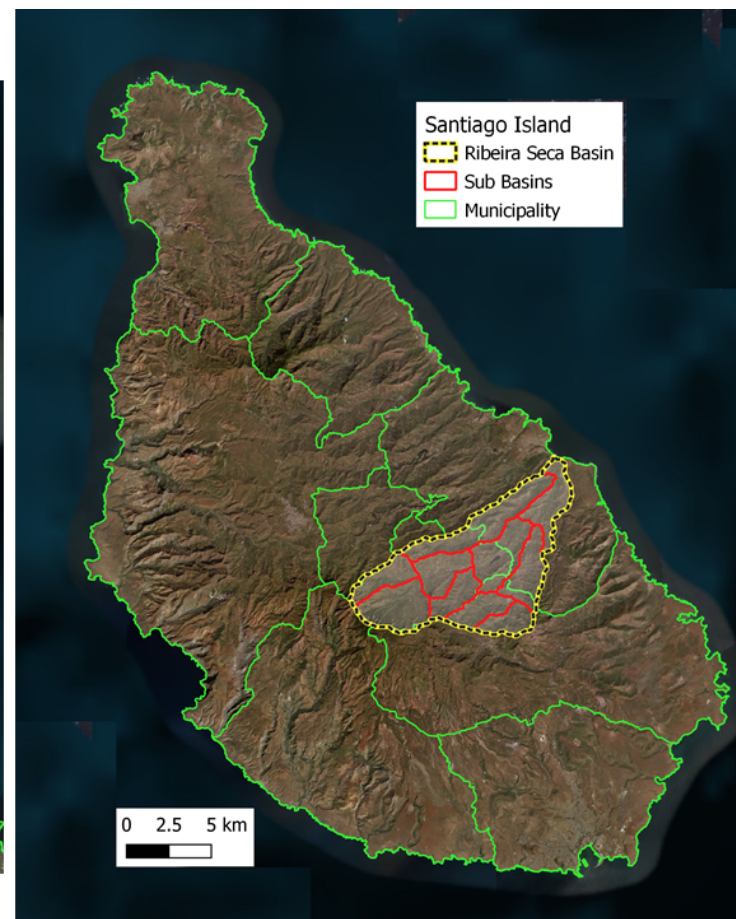 Santiago Island
Ribeira Seca Basin
Sub Basins
Municipality
0 2.5 5 km